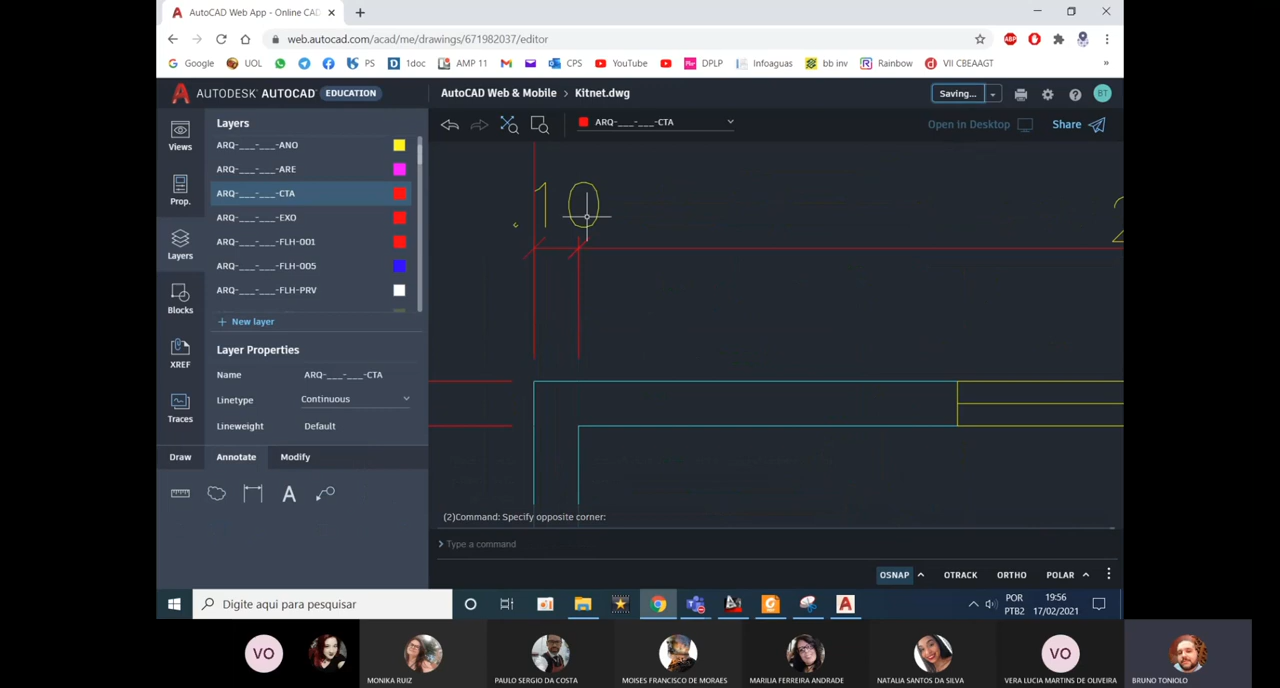 AutoCAD Web App - Online CAD
web.autocad.com/acad/me/drawings/671982037/editor
ABP
Google UOL PS 1doc AMP 11 CPS YouTube DPLP Infoaguas bb inv Rainbow VII CBEAAGT »
AUTODESK® AUTOCAD EDUCATION
AutoCAD Web & Mobile > Kitnet.dwg
Saving...
BT
Views
Prop.
Layers
Blocks
XREF
Traces
Layers
ARQ-___-___-ANO
ARQ-___-___-ARE
ARQ-___-___-CTA
ARQ-___-___-EXO
ARQ-___-___-FLH-001
ARQ-___-___-FLH-005
ARQ-___-___-FLH-PRV
+ New layer
Layer Properties
Name ARQ-___-___-CTA
Linetype Continuous
Lineweight Default
Draw Annotate Modify
A
ARQ-___-___-CTA
Open in Desktop
Share
.10
2
(2)Command: Specify opposite corner:
Type a command
OSNAP OTRACK ORTHO POLAR
Digite aqui para pesquisar
POR
PTB2
19:56
17/02/2021
VO
MONIKA RUIZ
PAULO SERGIO DA COSTA
MOISES FRANCISCO DE MORAES
MARILIA FERREIRA ANDRADE
NATALIA SANTOS DA SILVA
VO
VERA LUCIA MARTINS DE OLIVEIRA
BRUNO TONIOLO